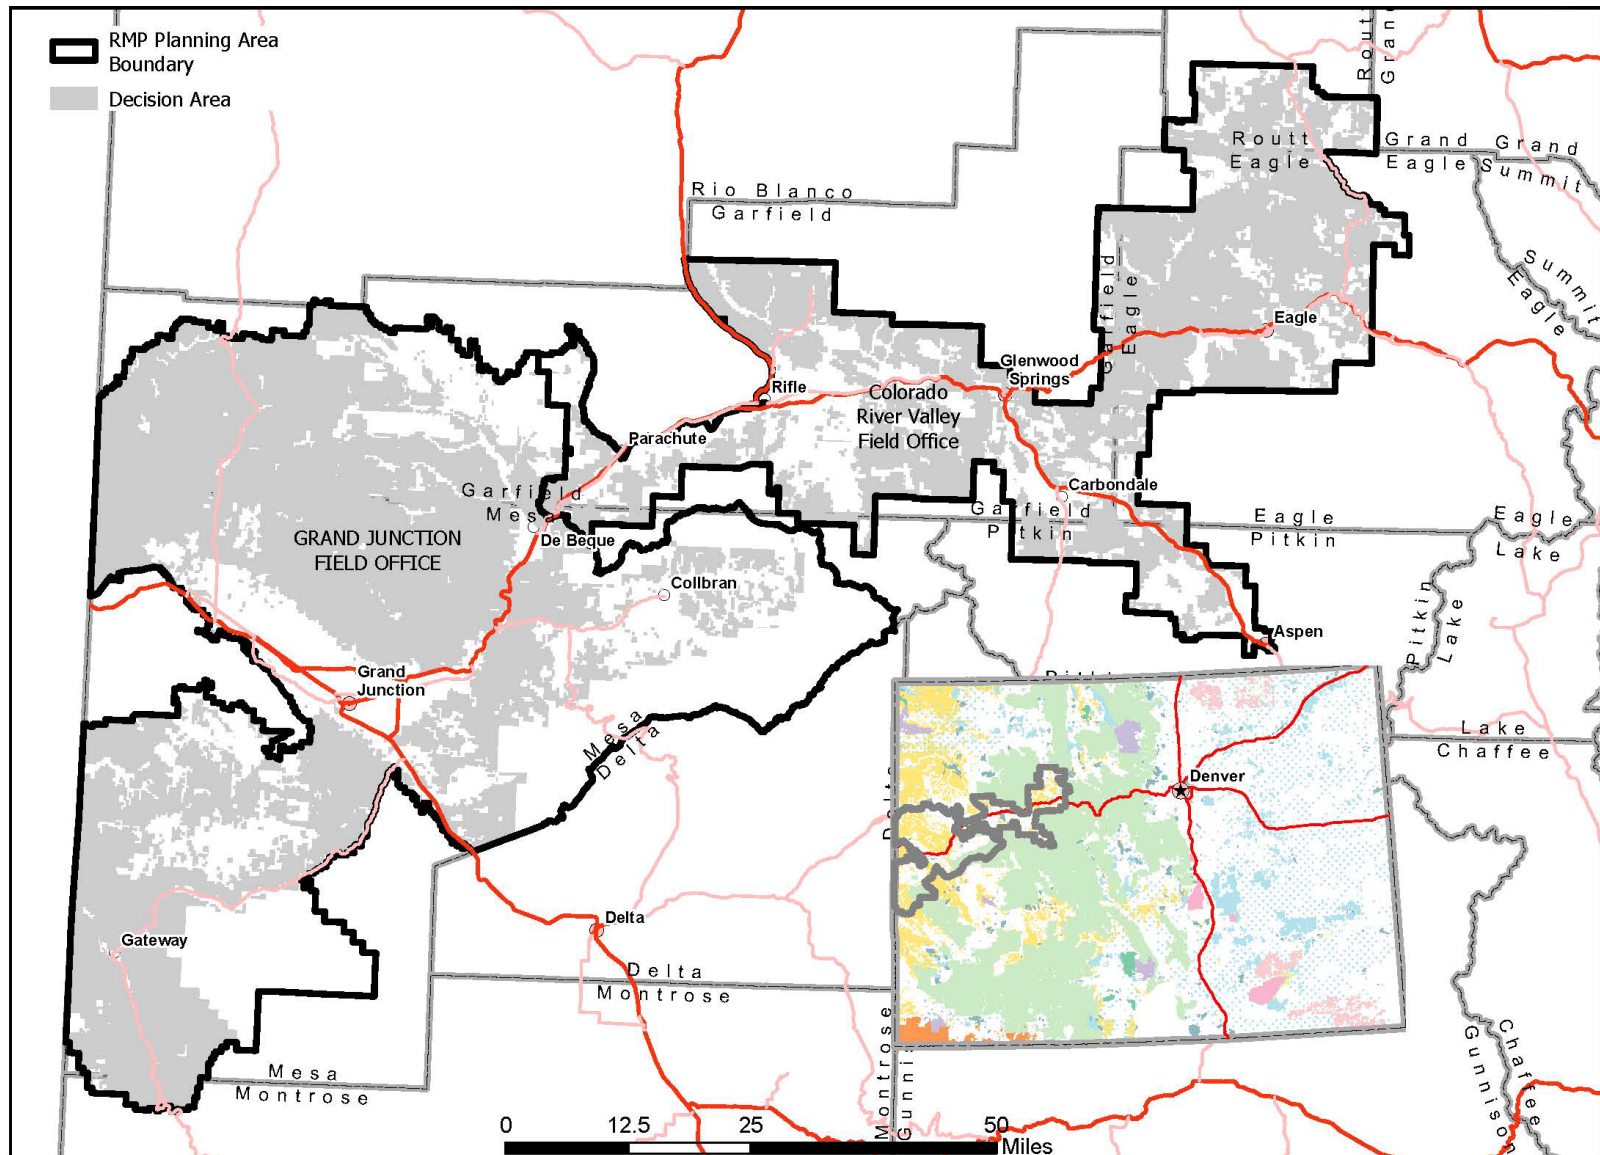 RMP Planning Area
Boundary
Decision Area
Routt
Grand
Routt
Eagle
Grand
Grand
Eagle
Summit
Rio Blanco
Garfield
Summit
Eagle
Garfield
Eagle
Eagle
Glenwood
Springs
Rifle
Colorado
River Valley
Field Office
Parachute
Carbondale
Garfield
Mesa
Garfield
Pitkin
Eagle
Pitkin
Eagle
Lake
GRAND JUNCTION
FIELD OFFICE
De Beque
Collbran
Pitkin
Lake
Aspen
Grand
Junction
Mesa
Delta
Lake
Chaffee
Denver
Delta
Gateway
Delta
Montrose
Mesa
Montrose
Montrose
Chaffee
Gunnison
0
12.5
25
50
Miles